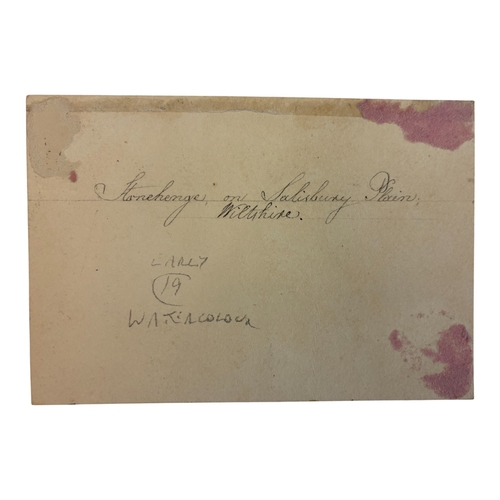 Stonehenge, on Salisbury Plain,
Wiltshire.
EARLY
19
WATERCOLOUR